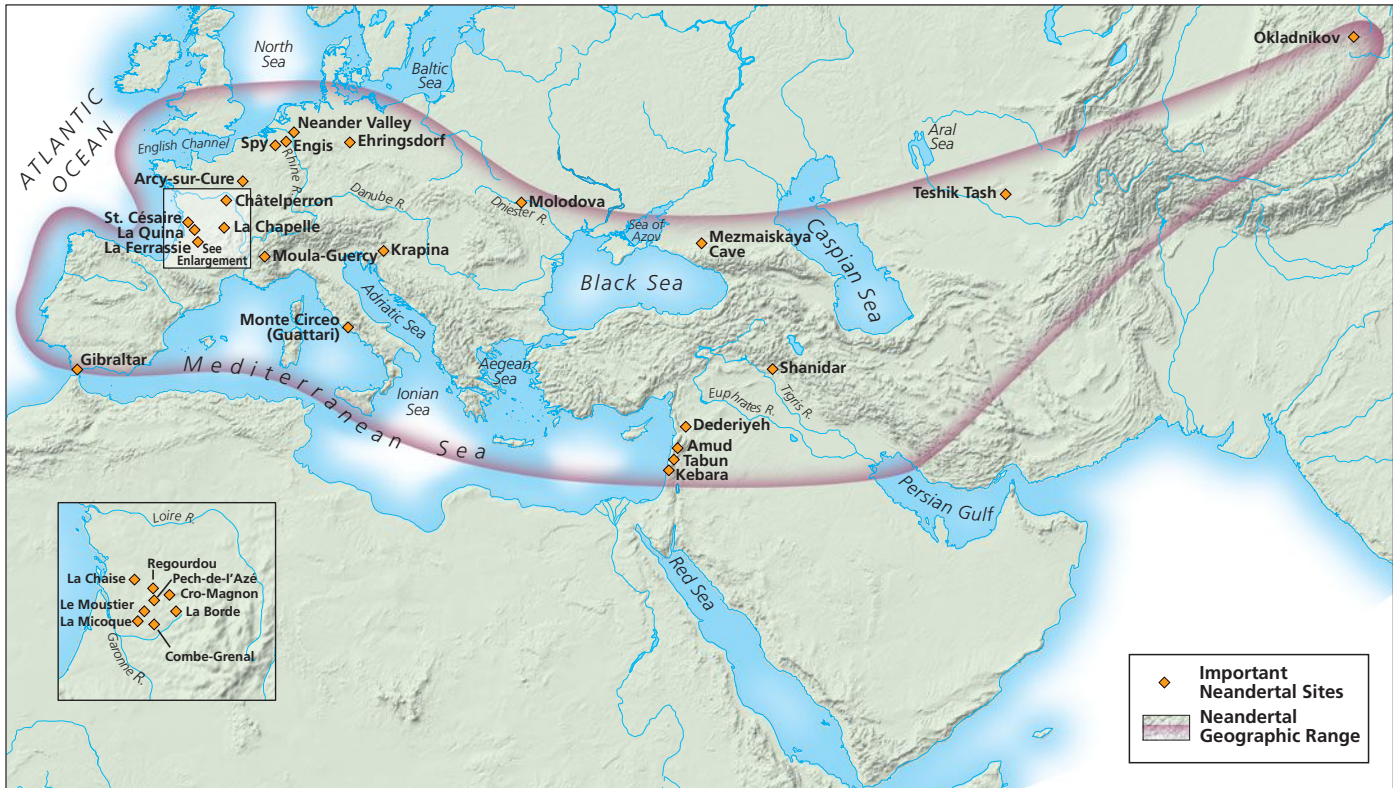 North
Sea
Baltic
Sea
Okladnikov
ATLANTIC
OCEAN
English Channel
Neander Valley
Spy
Engis
Ehringsdorf
Rhine R.
Aral
Sea
Arcy-sur-Cure
Châtelperron
Danube R.
Dniester R.
Molodova
Teshik Tash
St. Césaire
La Quina
La Ferrassie
La Chapelle
See
Enlargement
Moula-Guercy
Krapina
Sea of
Azov
Mezmaiskaya
Cave
Caspian Sea
Black Sea
Adriatic Sea
Monte Circeo
(Guattari)
Gibraltar
Mediterranean Sea
Aegean
Sea
Ionian
Sea
Shanidar
Euphrates R.
Tigris R.
Dederiyeh
Amud
Tabun
Kebara
Persian Gulf
Red Sea
Loire R.
Regourdou
La Chaise
Pech-de-l'Azé
Cro-Magnon
Le Moustier
La Borde
La Micoque
Combe-Grenal
Garonne R.
Important
Neandertal Sites
Neandertal
Geographic Range